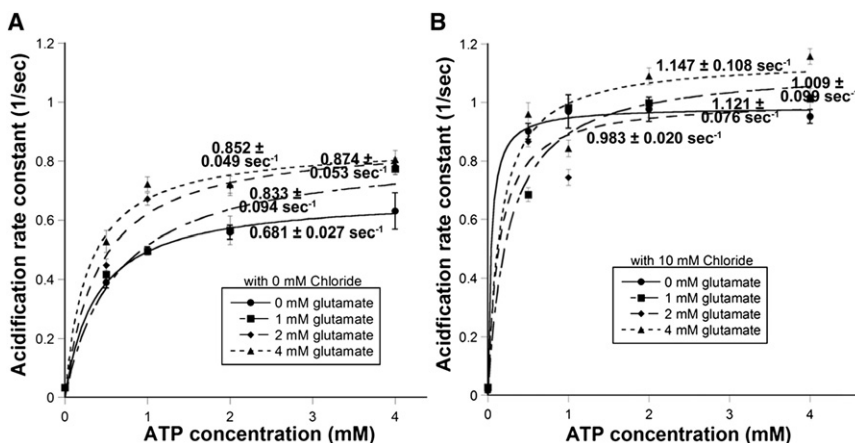 A
Acidification rate constant (1/sec)
1.2
1
0.8
0.6
0.4
0.2
0
0.852 ±
0.049 sec-1
0.874 ±
0.053 sec-1
0.833 ±
0.094 sec-1
0.681 ± 0.027 sec-1
with 0 mM Chloride
0 mM glutamate
1 mM glutamate
2 mM glutamate
4 mM glutamate
0 1 2 3 4
ATP concentration (mM)
B
Acidification rate constant (1/sec)
1.2
1
0.8
0.6
0.4
0.2
0
1.147 ± 0.108 sec-1
1.009 ±
0.099 sec-1
1.121 ±
0.076 sec-1
0.983 ± 0.020 sec-1
with 10 mM Chloride
0 mM glutamate
1 mM glutamate
2 mM glutamate
4 mM glutamate
0 1 2 3 4
ATP concentration (mM)